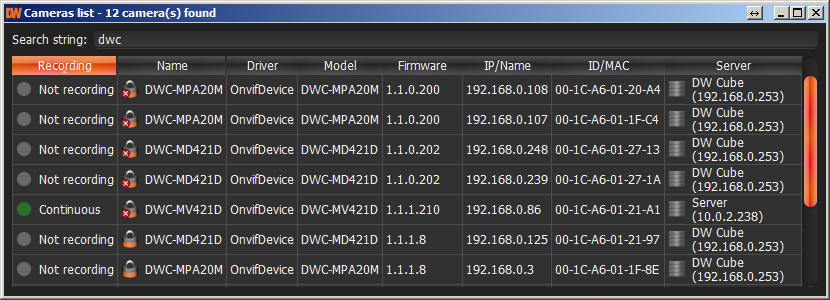 DW Cameras list - 12 camera(s) found
Search string: dwc
Recording Name Driver Model Firmware IP/Name ID/MAC Server
Not recording DWC-MPA20M OnvifDevice DWC-MPA20M 1.1.0.200 192.168.0.108 00-1C-A6-01-20-A4 DW Cube
(192.168.0.253)
Not recording DWC-MPA20M OnvifDevice DWC-MPA20M 1.1.0.200 192.168.0.107 00-1C-A6-01-1F-C4 DW Cube
(192.168.0.253)
Not recording DWC-MD421D OnvifDevice DWC-MD421D 1.1.0.202 192.168.0.248 00-1C-A6-01-27-13 DW Cube
(192.168.0.253)
Not recording DWC-MD421D OnvifDevice DWC-MD421D 1.1.0.202 192.168.0.239 00-1C-A6-01-27-1A DW Cube
(192.168.0.253)
Continuous DWC-MV421D OnvifDevice DWC-MV421D 1.1.1.210 192.168.0.86 00-1C-A6-01-21-A1 Server
(10.0.2.238)
Not recording DWC-MD421D OnvifDevice DWC-MD421D 1.1.1.8 192.168.0.125 00-1C-A6-01-21-97 DW Cube
(192.168.0.253)
Not recording DWC-MPA20M OnvifDevice DWC-MPA20M 1.1.1.8 192.168.0.3 00-1C-A6-01-1F-8E DW Cube
(192.168.0.253)